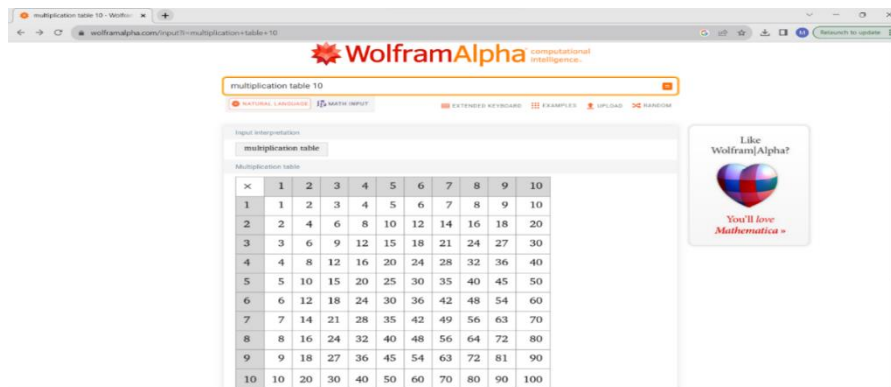 multiplication table 10 - Wolfram
wolframalpha.com/input?i=multiplication+table+10
Relaunch to update
WolframAlpha computational intelligence.
multiplication table 10
NATURAL LANGUAGE MATH INPUT EXTENDED KEYBOARD EXAMPLES UPLOAD RANDOM
Input interpretation
multiplication table
Multiplication table
× 1 2 3 4 5 6 7 8 9 10
1 1 2 3 4 5 6 7 8 9 10
2 2 4 6 8 10 12 14 16 18 20
3 3 6 9 12 15 18 21 24 27 30
4 4 8 12 16 20 24 28 32 36 40
5 5 10 15 20 25 30 35 40 45 50
6 6 12 18 24 30 36 42 48 54 60
7 7 14 21 28 35 42 49 56 63 70
8 8 16 24 32 40 48 56 64 72 80
9 9 18 27 36 45 54 63 72 81 90
10 10 20 30 40 50 60 70 80 90 100
Like
Wolfram|Alpha?
You'll love
Mathematica »